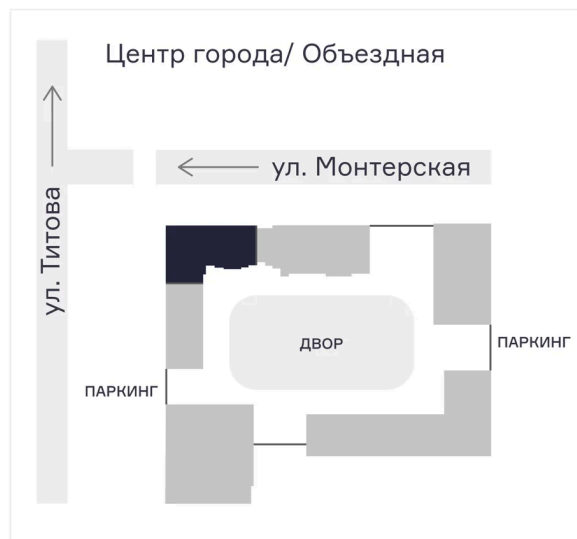 Центр города/ Объездная
ул. Монтерская
ул. Титова
ДВОР
ПАРКИНГ
ПАРКИНГ